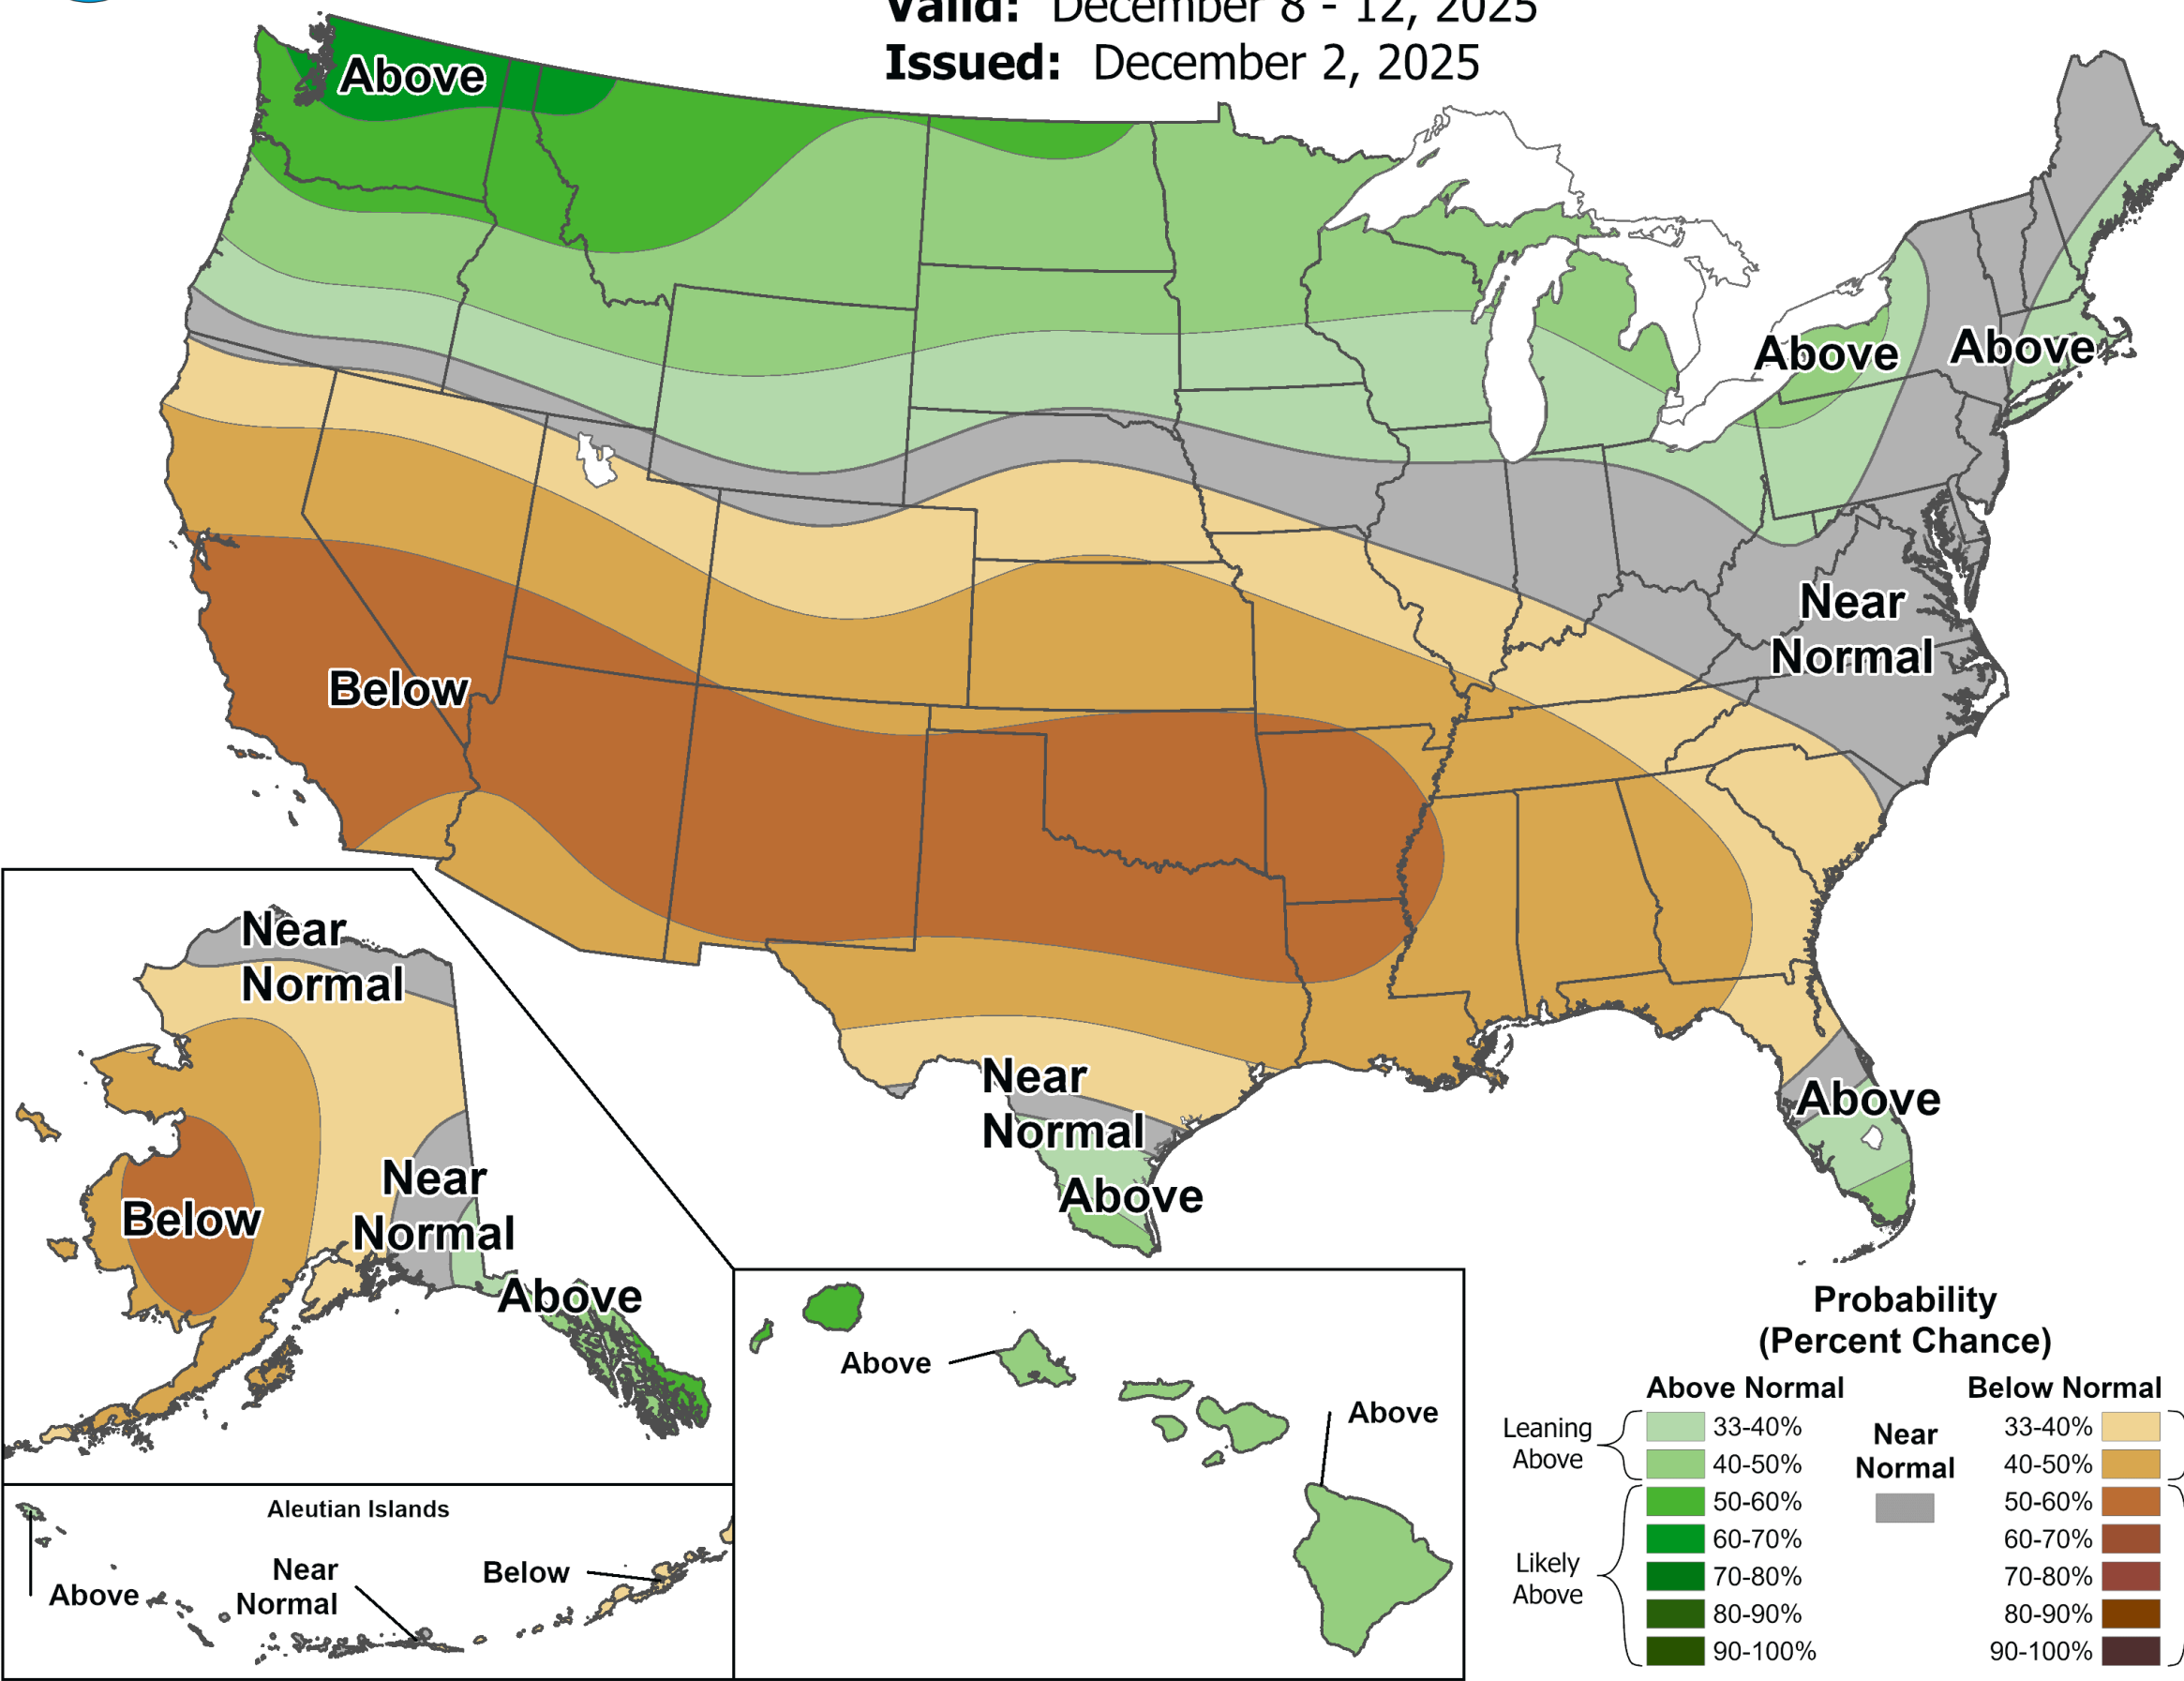 Valid: December 8 - 12, 2025
Issued: December 2, 2025
Above
Above
Above
Near
Normal
Below
Near
Normal
Above
Above
Near
Normal
Near
Normal
Below
Above
Aleutian Islands
Above
Near
Normal
Below
Above
Above
Probability
(Percent Chance)
Above Normal
Below Normal
Leaning
Above
33-40%
40-50%
Likely
Above
50-60%
60-70%
70-80%
80-90%
90-100%
Near
Normal
33-40%
40-50%
50-60%
60-70%
70-80%
80-90%
90-100%